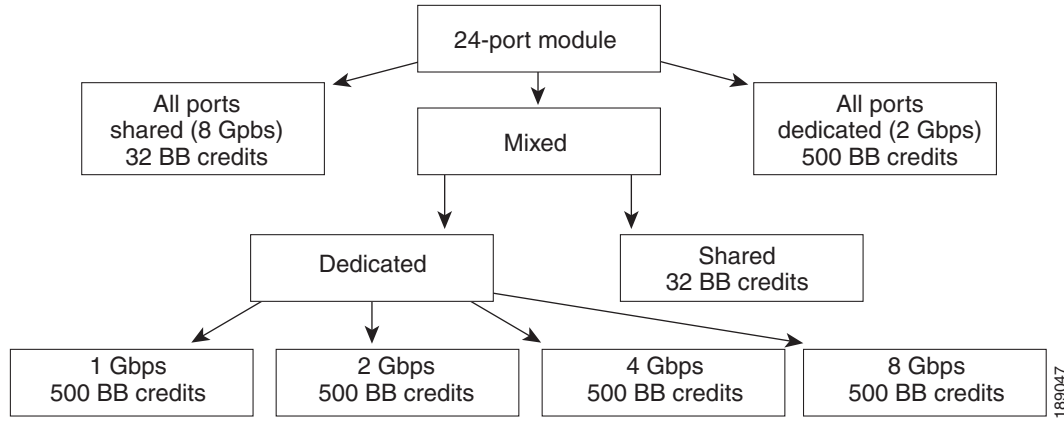 24-port module
All ports
shared (8 Gpbs)
32 BB credits
Mixed
All ports
dedicated (2 Gbps)
500 BB credits
Dedicated
Shared
32 BB credits
1 Gbps
500 BB credits
2 Gbps
500 BB credits
4 Gbps
500 BB credits
8 Gbps
500 BB credits
189047